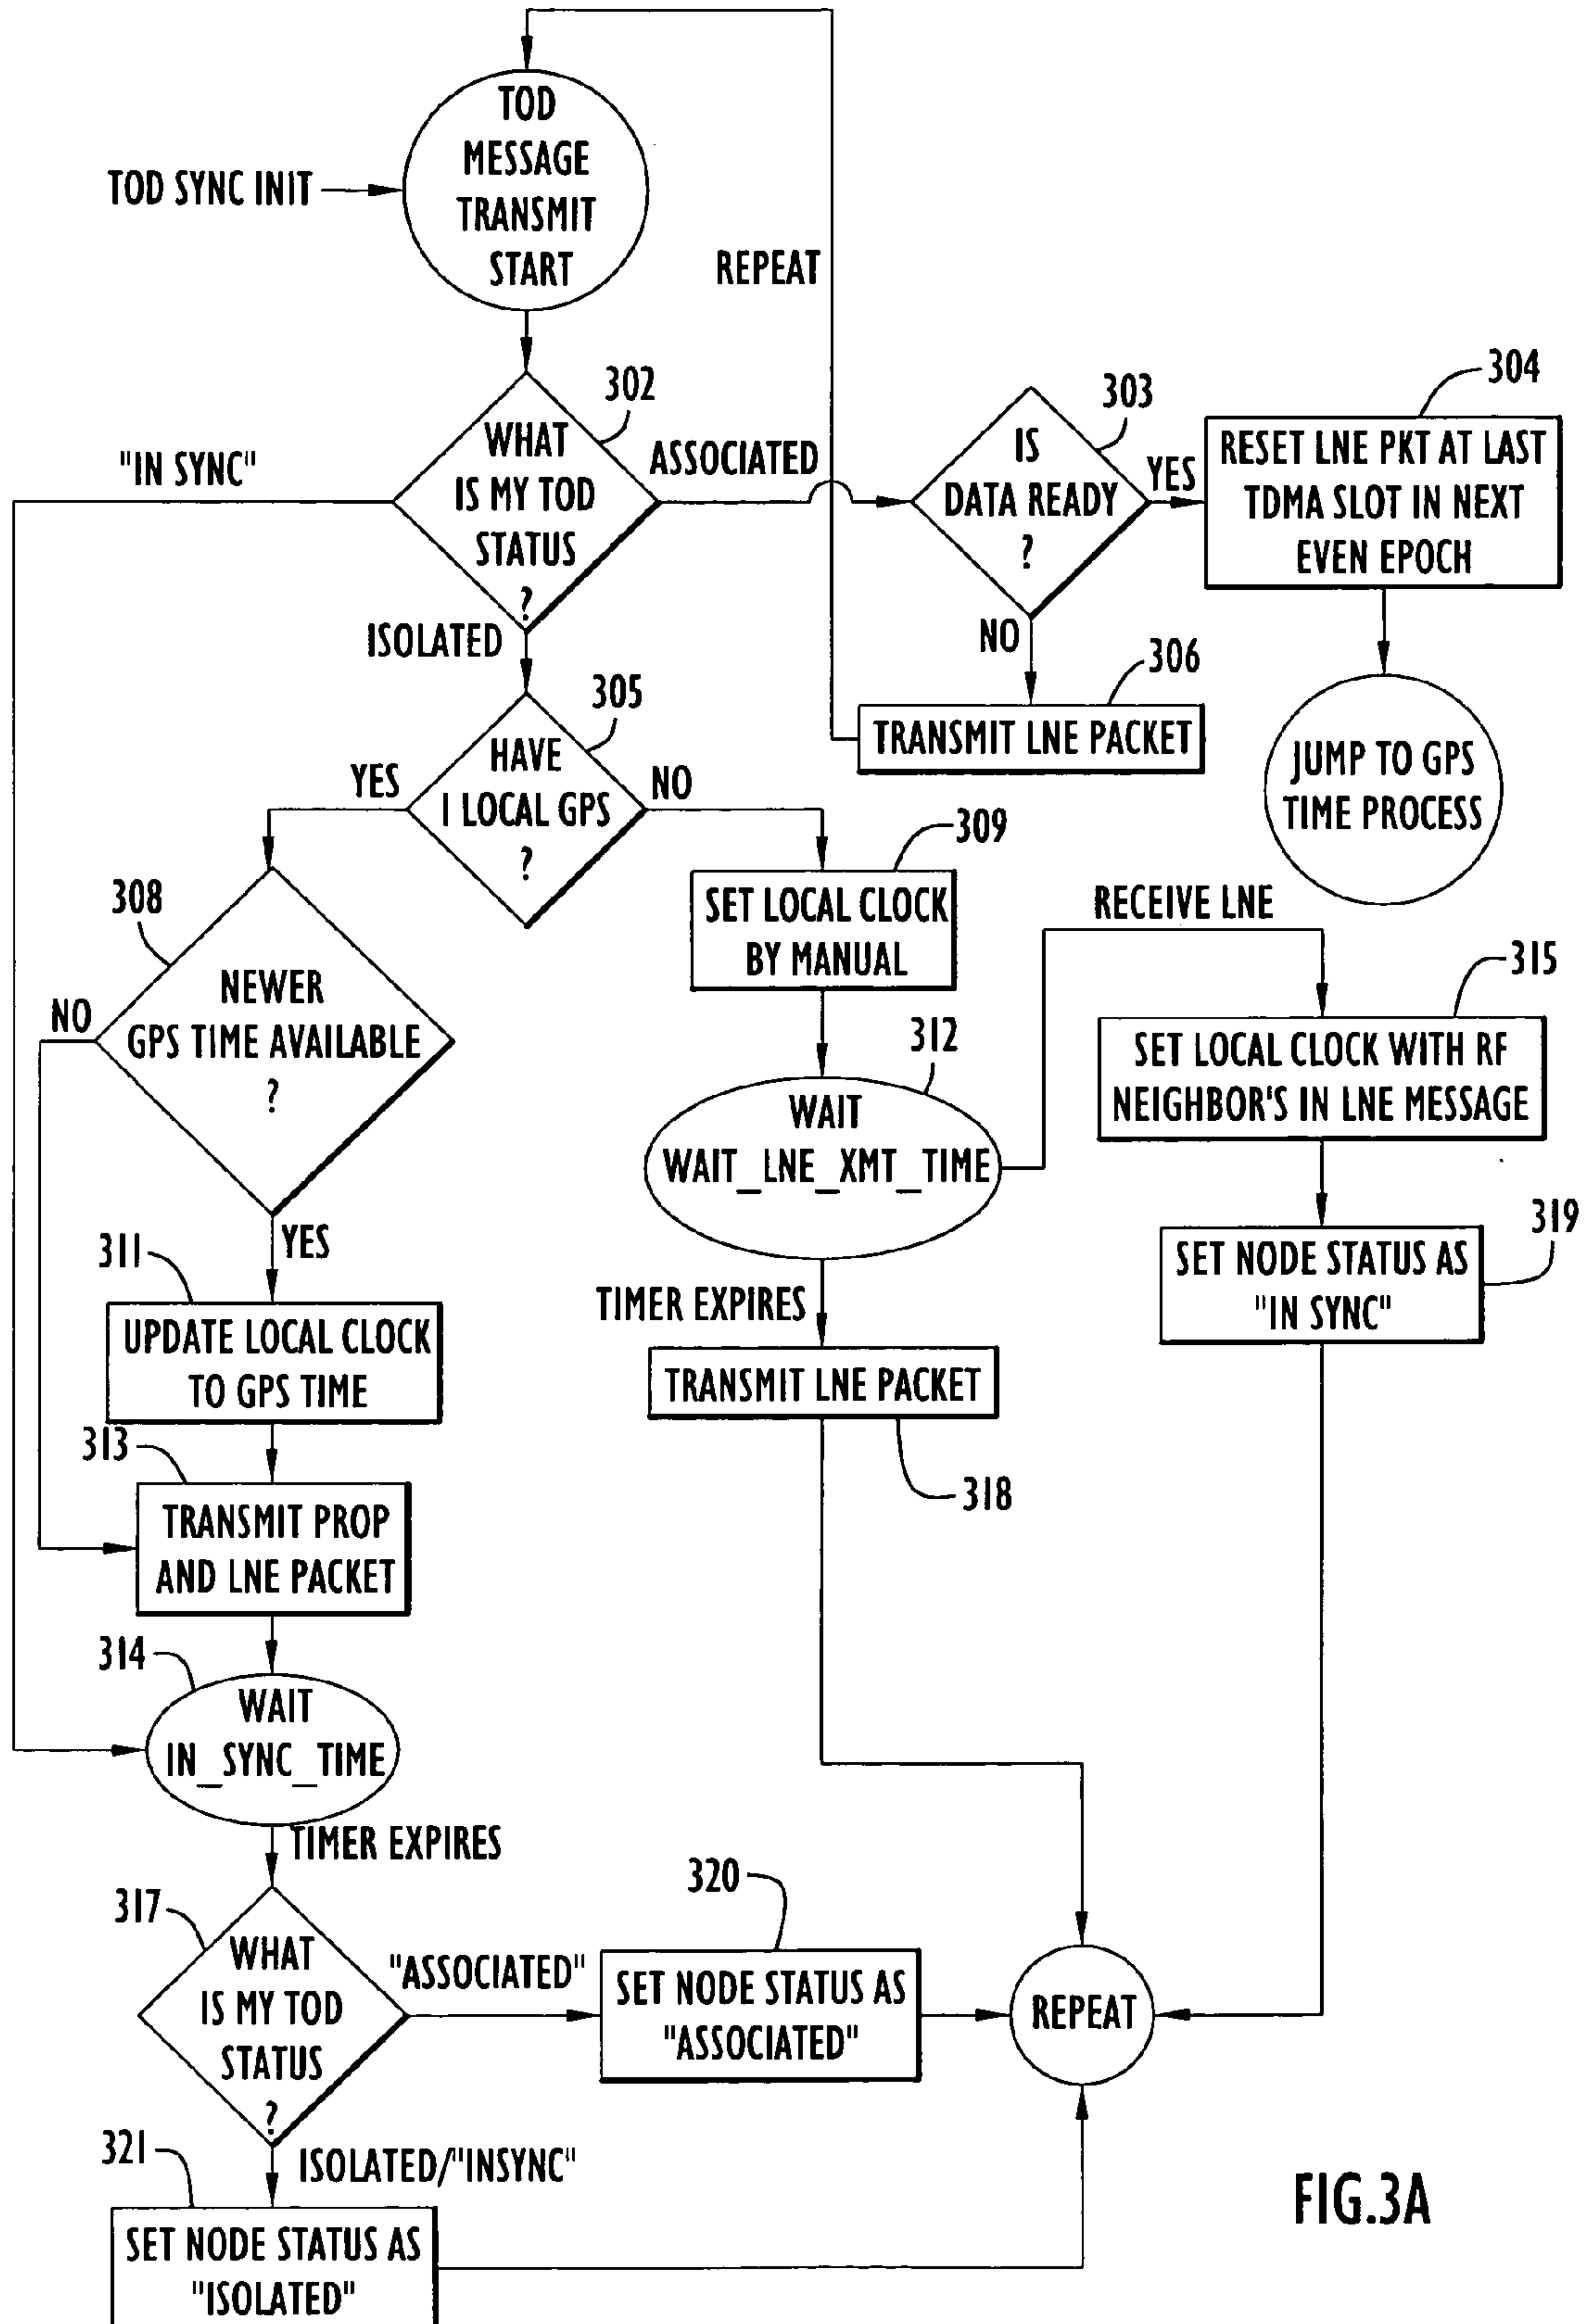 TOD
MESSAGE
TRANSMIT
START
TOD SYNC INIT
REPEAT
302
WHAT
IS MY TOD
STATUS
?
"IN SYNC"
ASSOCIATED
ISOLATED
303
IS
DATA READY
?
YES
NO
304
RESET LNE PKT AT LAST
TDMA SLOT IN NEXT
EVEN EPOCH
306
TRANSMIT LNE PACKET
JUMP TO GPS
TIME PROCESS
305
HAVE
I LOCAL GPS
?
YES
NO
308
NEWER
GPS TIME AVAILABLE
?
NO
YES
309
SET LOCAL CLOCK
BY MANUAL
RECEIVE LNE
312
WAIT
WAIT_LNE_XMT_TIME
315
SET LOCAL CLOCK WITH RF
NEIGHBOR'S IN LNE MESSAGE
319
SET NODE STATUS AS
"IN SYNC"
311
UPDATE LOCAL CLOCK
TO GPS TIME
TIMER EXPIRES
TRANSMIT LNE PACKET
318
313
TRANSMIT PROP
AND LNE PACKET
314
WAIT
IN_SYNC_TIME
TIMER EXPIRES
317
WHAT
IS MY TOD
STATUS
?
"ASSOCIATED"
320
SET NODE STATUS AS
"ASSOCIATED"
REPEAT
ISOLATED/"INSYNC"
321
SET NODE STATUS AS
"ISOLATED"
FIG.3A